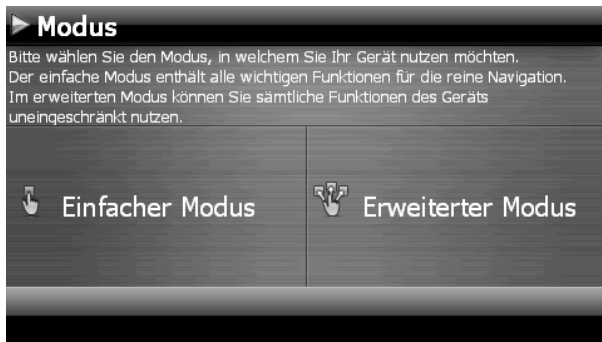 Modus
Bitte wählen Sie den Modus, in welchem Sie Ihr Gerät nutzen möchten.
Der einfache Modus enthält alle wichtigen Funktionen für die reine Navigation.
Im erweiterten Modus können Sie sämtliche Funktionen des Geräts
uneingeschränkt nutzen.
Einfacher Modus
Erweiterter Modus